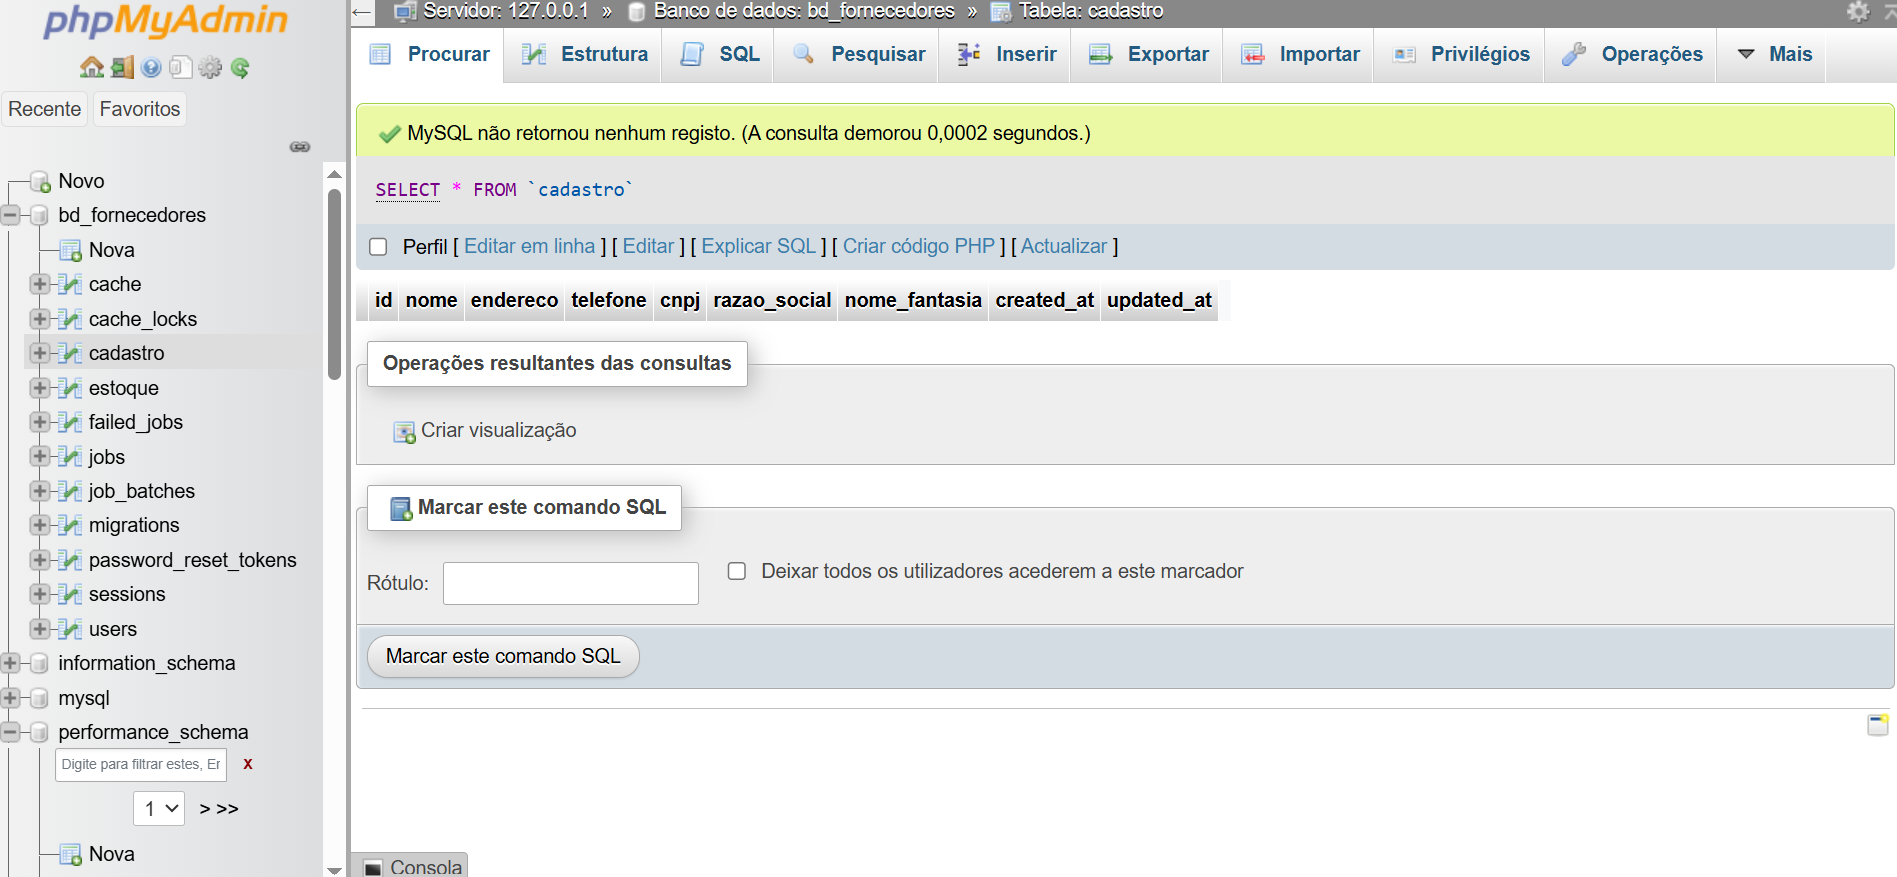 phpMyAdmin
Recente Favoritos
Novo
bd_fornecedores
Nova
cache
cache_locks
cadastro
estoque
failed_jobs
jobs
job_batches
migrations
password_reset_tokens
sessions
users
information_schema
mysql
performance_schema
Digite para filtrar estes, Er X
1 > >>
Nova
← Servidor: 127.0.0.1 » Banco de dados: bd_fornecedores » Tabela: cadastro
Procurar Estrutura SQL Pesquisar Inserir Exportar Importar Privilégios Operações Mais
MySQL não retornou nenhum registo. (A consulta demorou 0,0002 segundos.)
SELECT * FROM `cadastro`
Perfil [ Editar em linha ] [ Editar ] [ Explicar SQL ] [ Criar código PHP ] [ Actualizar ]
id nome endereco telefone cnpj razao_social nome_fantasia created_at updated_at
Operações resultantes das consultas
Criar visualização
Marcar este comando SQL
Rótulo: Deixar todos os utilizadores acederem a este marcador
Marcar este comando SQL
Consola